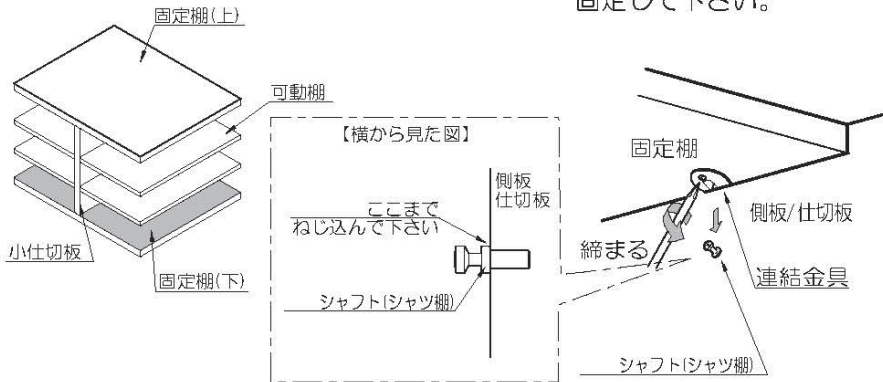 固定して下さい。
固定棚(上)
可動棚
小仕切板
固定棚(下)
【横から見た図】
側板
仕切板
ここまで
ねじ込んで下さい
シャフト(シャツ棚)
固定棚
側板/仕切板
締まる
連結金具
シャフト(シャツ棚)